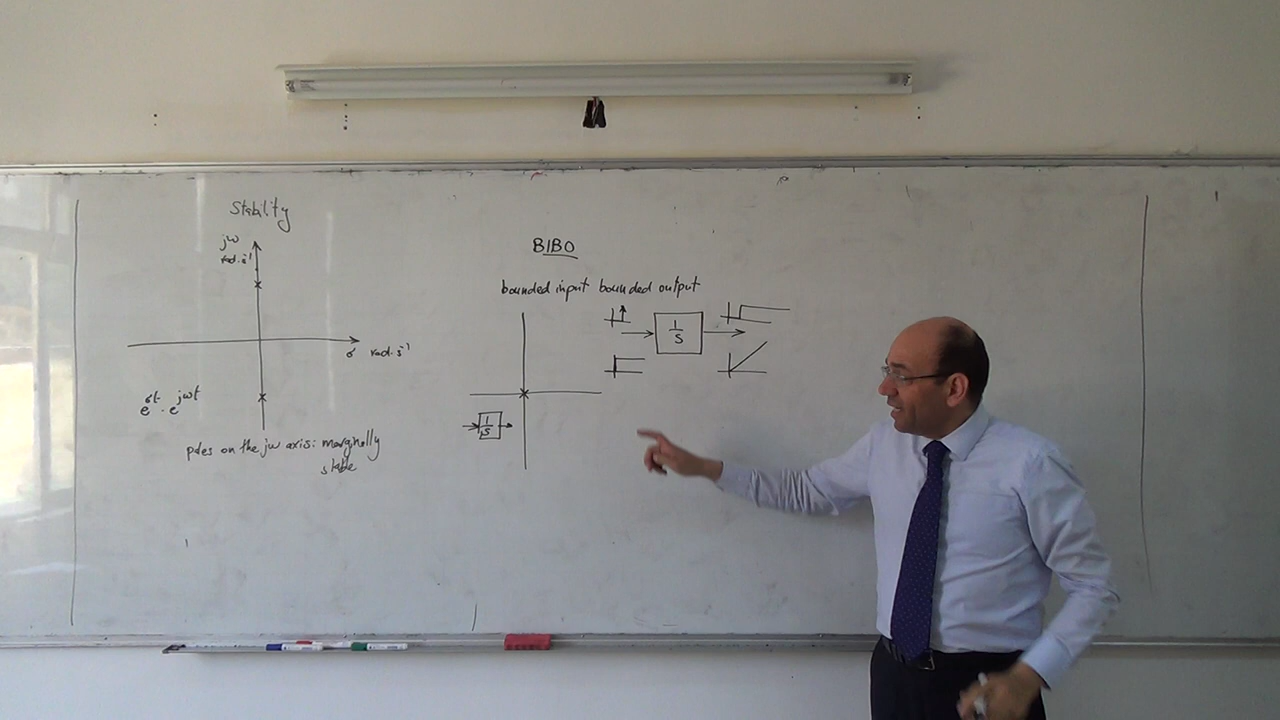 Stability
jω
rad.s⁻¹
σ rad.s⁻¹
e^σt . e^jωt
poles on the jω axis: marginally
stable
BIBO
bounded input bounded output
1/s
1/s